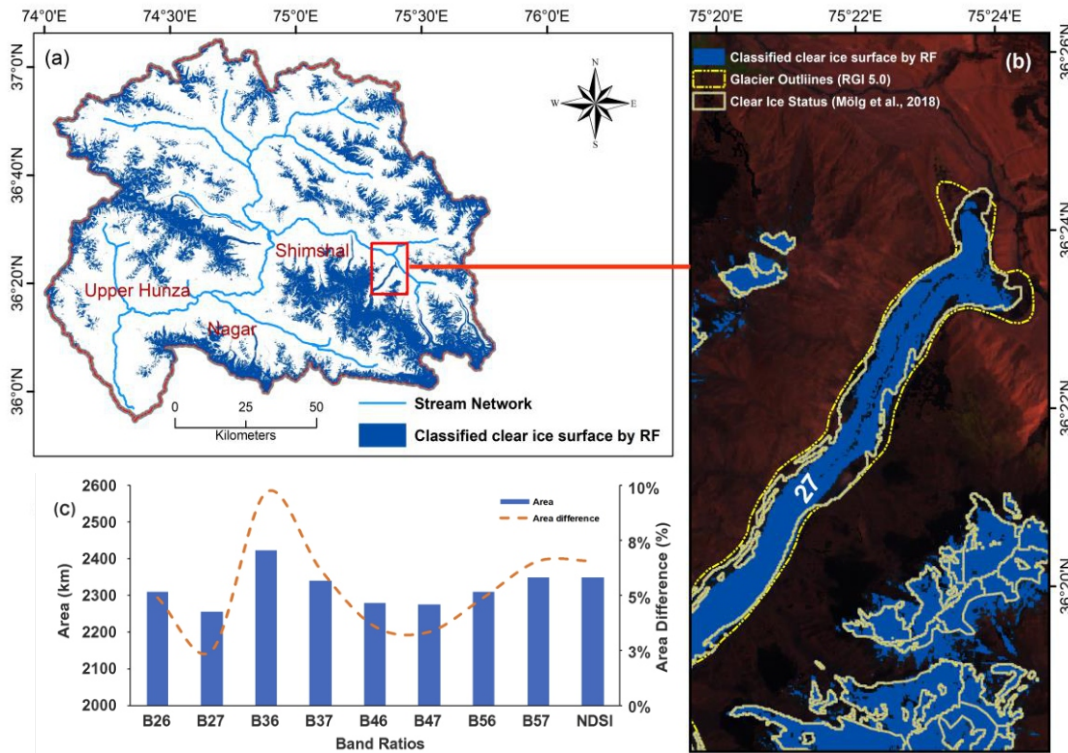 74°0'E 74°30'E 75°0'E 75°30'E 76°0'E
(a)
37°0'N
36°40'N
36°20'N
36°0'N
N
W E
S
Shimshal
Upper Hunza
Nagar
0 25 50
Kilometers
Stream Network
Classified clear ice surface by RF
75°20'E 75°22'E 75°24'E
Classified clear ice surface by RF
(b)
Glacier Outliines (RGI 5.0)
Clear Ice Status (Mölg et al., 2018)
36°26'N
36°24'N
36°22'N
36°20'N
27
(c)
Area (km)
2600
2500
2400
2300
2200
2100
2000
Area
Area difference
10%
8%
5%
3%
0%
Area Difference (%)
B26 B27 B36 B37 B46 B47 B56 B57 NDSI
Band Ratios